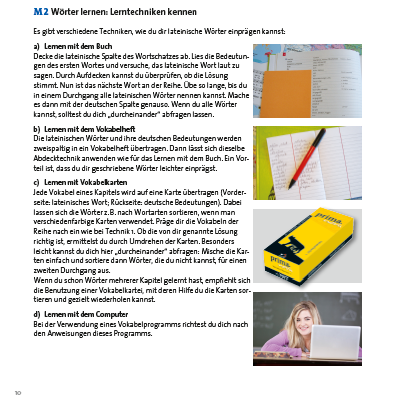 M2 Wörter lernen: Lerntechniken kennen
Es gibt verschiedene Techniken, wie du dir lateinische Wörter einprägen kannst:
a) Lernen mit dem Buch
Decke die lateinische Spalte des Wortschatzes ab. Lies die Bedeutun-
gen des ersten Wortes und versuche, das lateinische Wort laut zu
sagen. Durch Aufdecken kannst du überprüfen, ob die Lösung
stimmt. Nun ist das nächste Wort an der Reihe. Übe so lange, bis du
in einem Durchgang alle lateinischen Wörter nennen kannst. Mache
es dann mit der deutschen Spalte genauso. Wenn du alle Wörter
kannst, solltest du dich „durcheinander“ abfragen lassen.
b) Lernen mit dem Vokabelheft
Die lateinischen Wörter und ihre deutschen Bedeutungen werden
zweispaltig in ein Vokabelheft übertragen. Dann lässt sich dieselbe
Abdecktechnik anwenden wie für das Lernen mit dem Buch. Ein Vor-
teil ist, dass du dir geschriebene Wörter leichter einprägst.
c) Lernen mit Vokabelkarten
Jede Vokabel eines Kapitels wird auf eine Karte übertragen (Vorder-
seite: lateinisches Wort; Rückseite: deutsche Bedeutungen). Dabei
lassen sich die Wörter z.B. nach Wortarten sortieren, wenn man
verschiedenfarbige Karten verwendet. Präge dir die Vokabeln der
Reihe nach ein wie bei Technik 1. Ob die von dir genannte Lösung
richtig ist, ermittelst du durch Umdrehen der Karten. Besonders
leicht kannst du dich hier „durcheinander“ abfragen: Mische die Kar-
ten einfach und sortiere dann Wörter, die du nicht kannst, für einen
zweiten Durchgang aus.
Wenn du schon Wörter mehrerer Kapitel gelernt hast, empfiehlt sich
die Benutzung einer Vokabelkartei, mit deren Hilfe du die Karten sor-
tieren und gezielt wiederholen kannst.
prima.
prima.
d) Lernen mit dem Computer
Bei der Verwendung eines Vokabelprogramms richtest du dich nach
den Anweisungen dieses Programms.
10